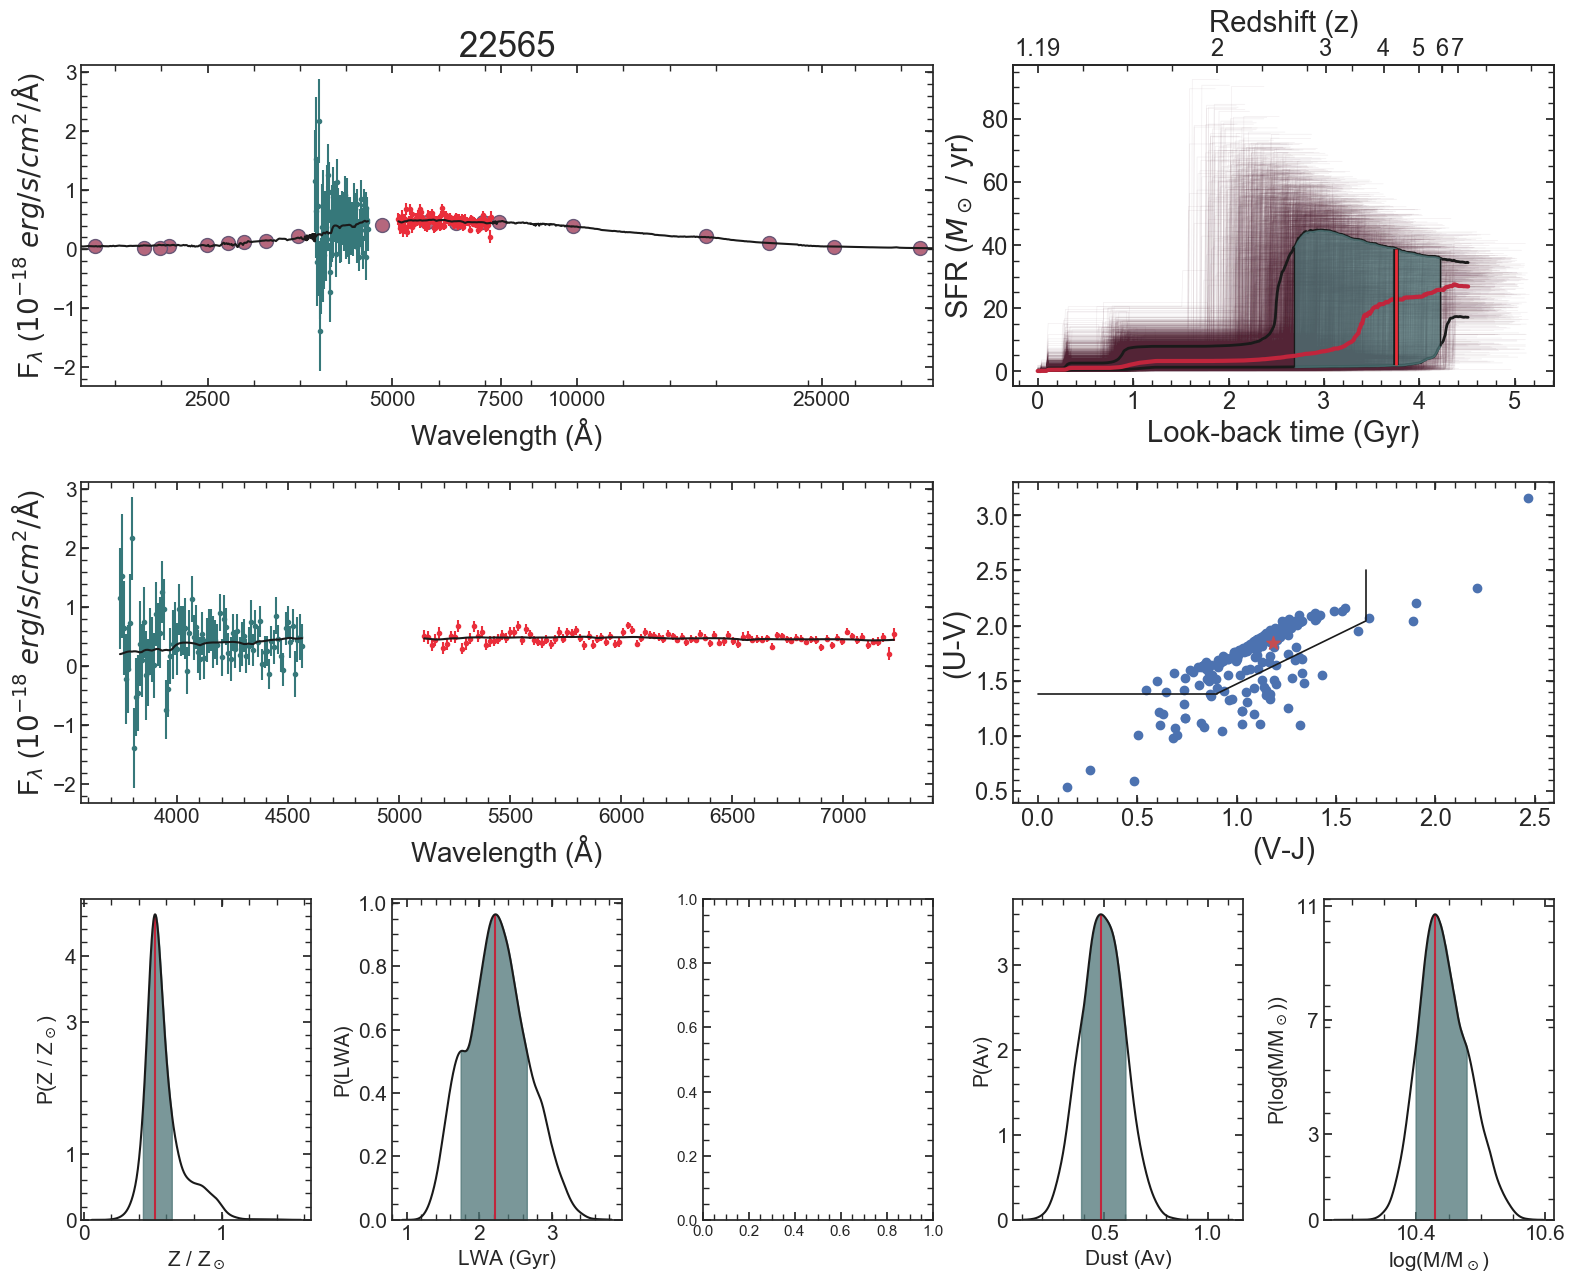 22565
F_λ (10^−18 erg/s/cm^2/Å)
3
2
1
0
−1
−2
2500 5000 7500 10000 25000
Wavelength (Å)
Redshift (z)
1.19 2 3 4 5 6 7
SFR (M_⊙ / yr)
80
60
40
20
0
0 1 2 3 4 5
Look-back time (Gyr)
F_λ (10^−18 erg/s/cm^2/Å)
3
2
1
0
−1
−2
4000 4500 5000 5500 6000 6500 7000
Wavelength (Å)
(U-V)
3.0
2.5
2.0
1.5
1.0
0.5
0.0 0.5 1.0 1.5 2.0 2.5
(V-J)
P(Z / Z_⊙)
4
3
1
0
0 1
Z / Z_⊙
P(LWA)
1.0
0.8
0.6
0.4
0.2
0.0
1 2 3
LWA (Gyr)
1.0
0.8
0.6
0.4
0.2
0.0
0.0 0.2 0.4 0.6 0.8 1.0
P(Av)
3
2
1
0
0.5 1.0
Dust (Av)
P(log(M/M_⊙))
11
7
3
0
10.4 10.6
log(M/M_⊙)